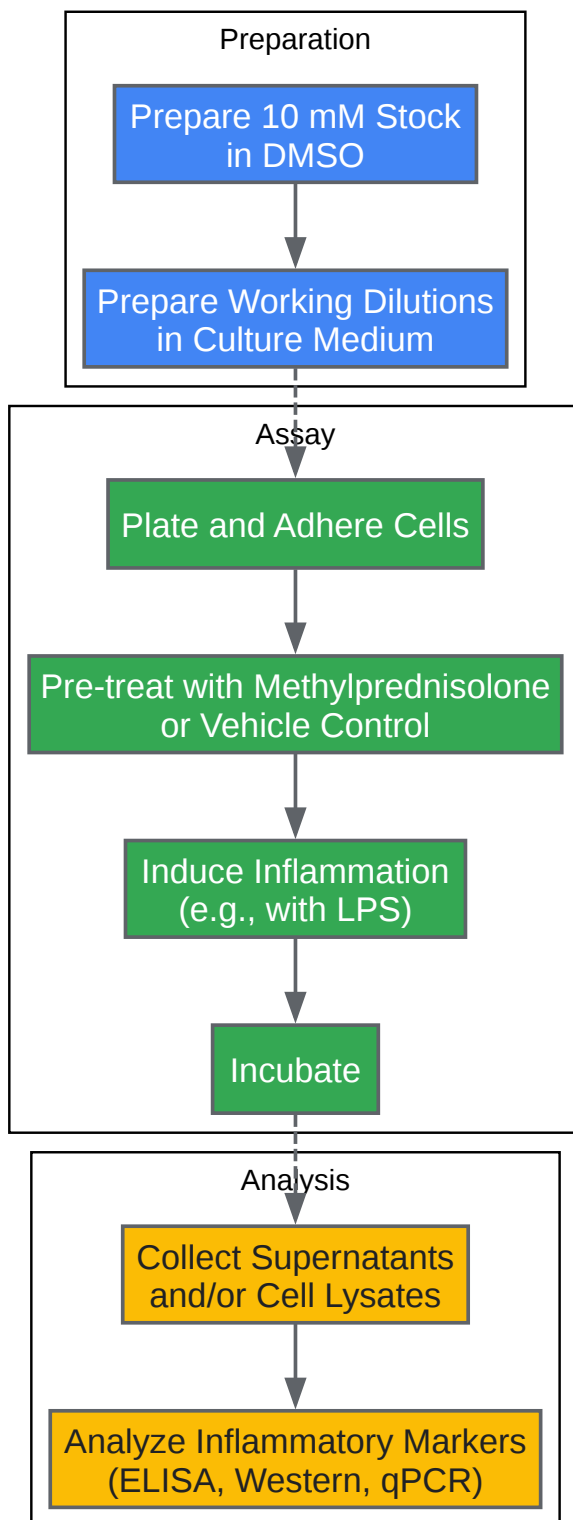 Preparation
Prepare 10 mM Stock
in DMSO
Prepare Working Dilutions
in Culture Medium
Assay
Plate and Adhere Cells
Pre-treat with Methylprednisolone
or Vehicle Control
Induce Inflammation
(e.g., with LPS)
Incubate
Analysis
Collect Supernatants
and/or Cell Lysates
Analyze Inflammatory Markers
(ELISA, Western, qPCR)